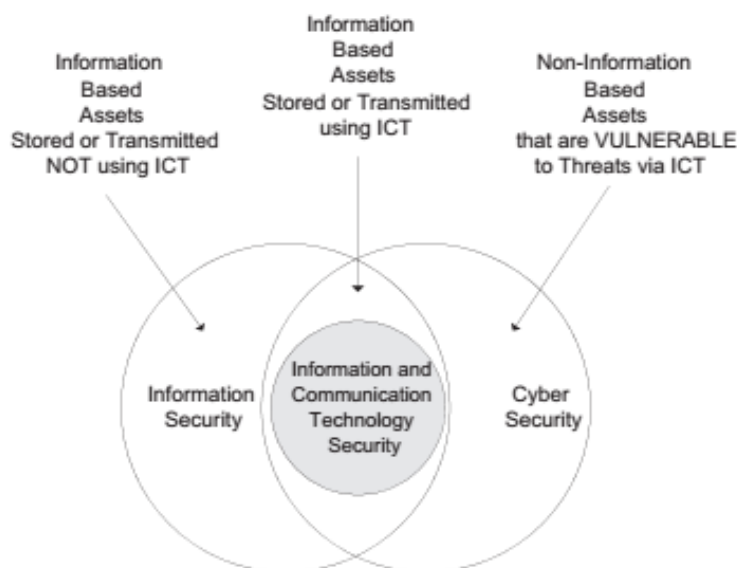 Information
Based
Assets
Stored or Transmitted
NOT using ICT
Information
Based
Assets
Stored or Transmitted
using ICT
Non-Information
Based
Assets
that are VULNERABLE
to Threats via ICT
Information
Security
Information and
Communication
Technology
Security
Cyber
Security